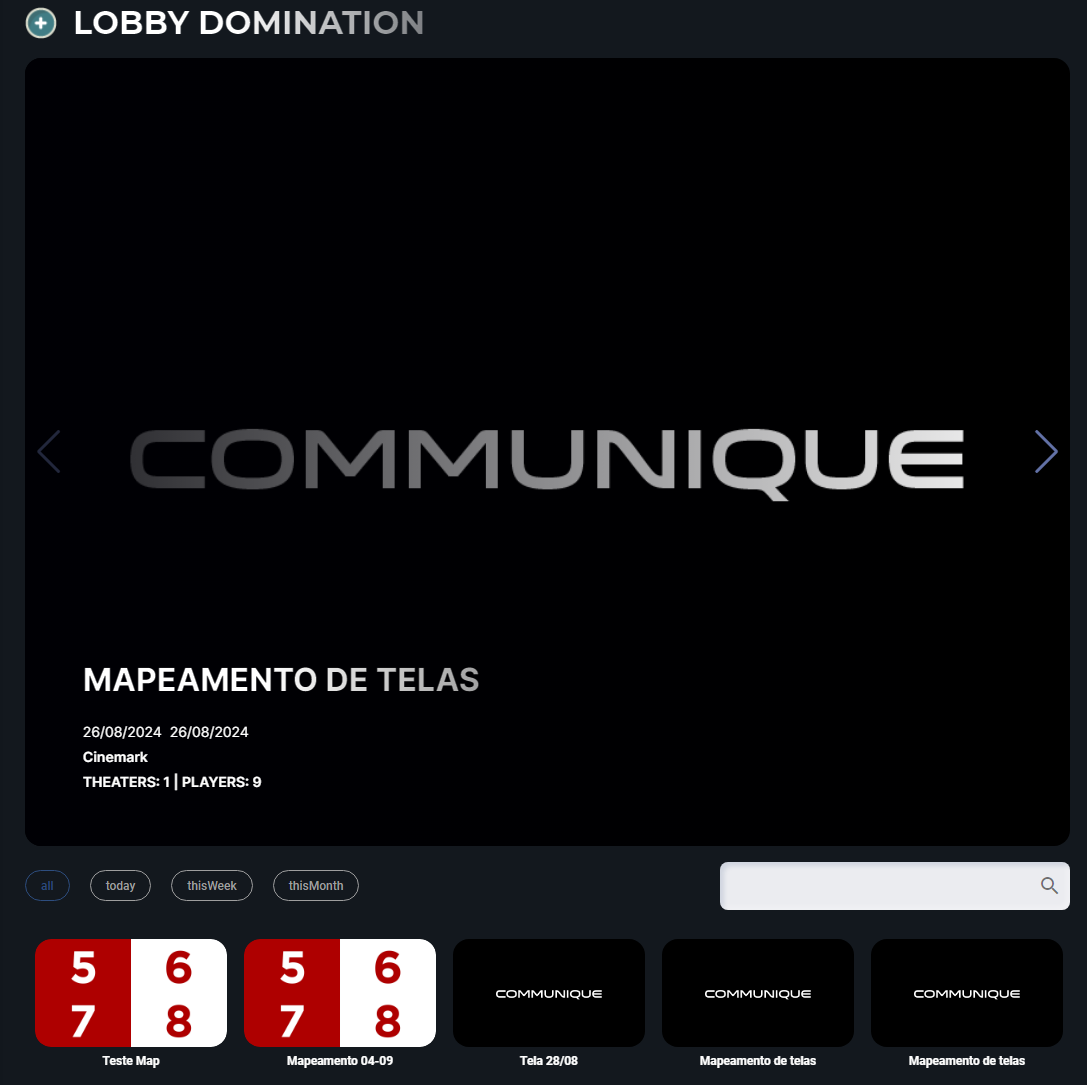 LOBBY DOMINATION
COMMUNIQUE
MAPEAMENTO DE TELAS
26/08/2024 26/08/2024
Cinemark
THEATERS: 1 | PLAYERS: 9
all today thisWeek thisMonth
5 6 5 6
7 8 7 8
COMMUNIQUE COMMUNIQUE COMMUNIQUE
Teste Map Mapeamento 04-09 Tela 28/08 Mapeamento de telas Mapeamento de telas